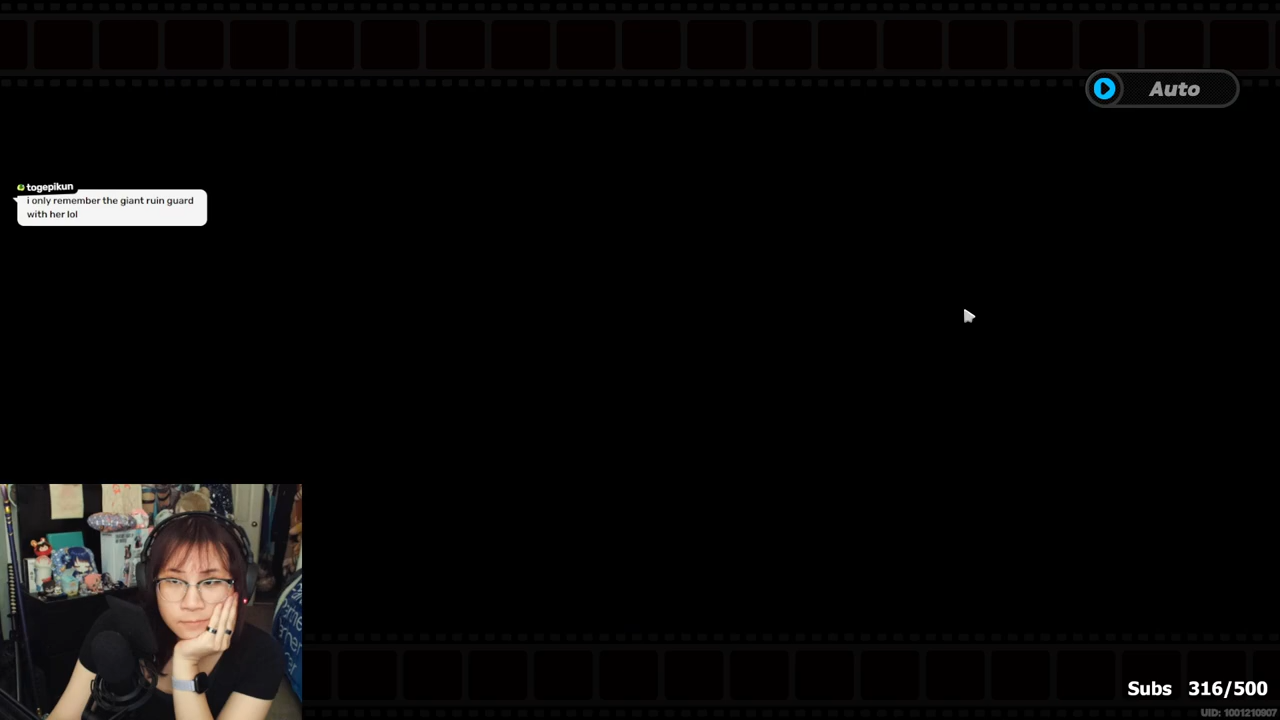 Auto
togepikun
i only remember the giant ruin guard
with her lol
Subs 316/500
UID: 1001210907